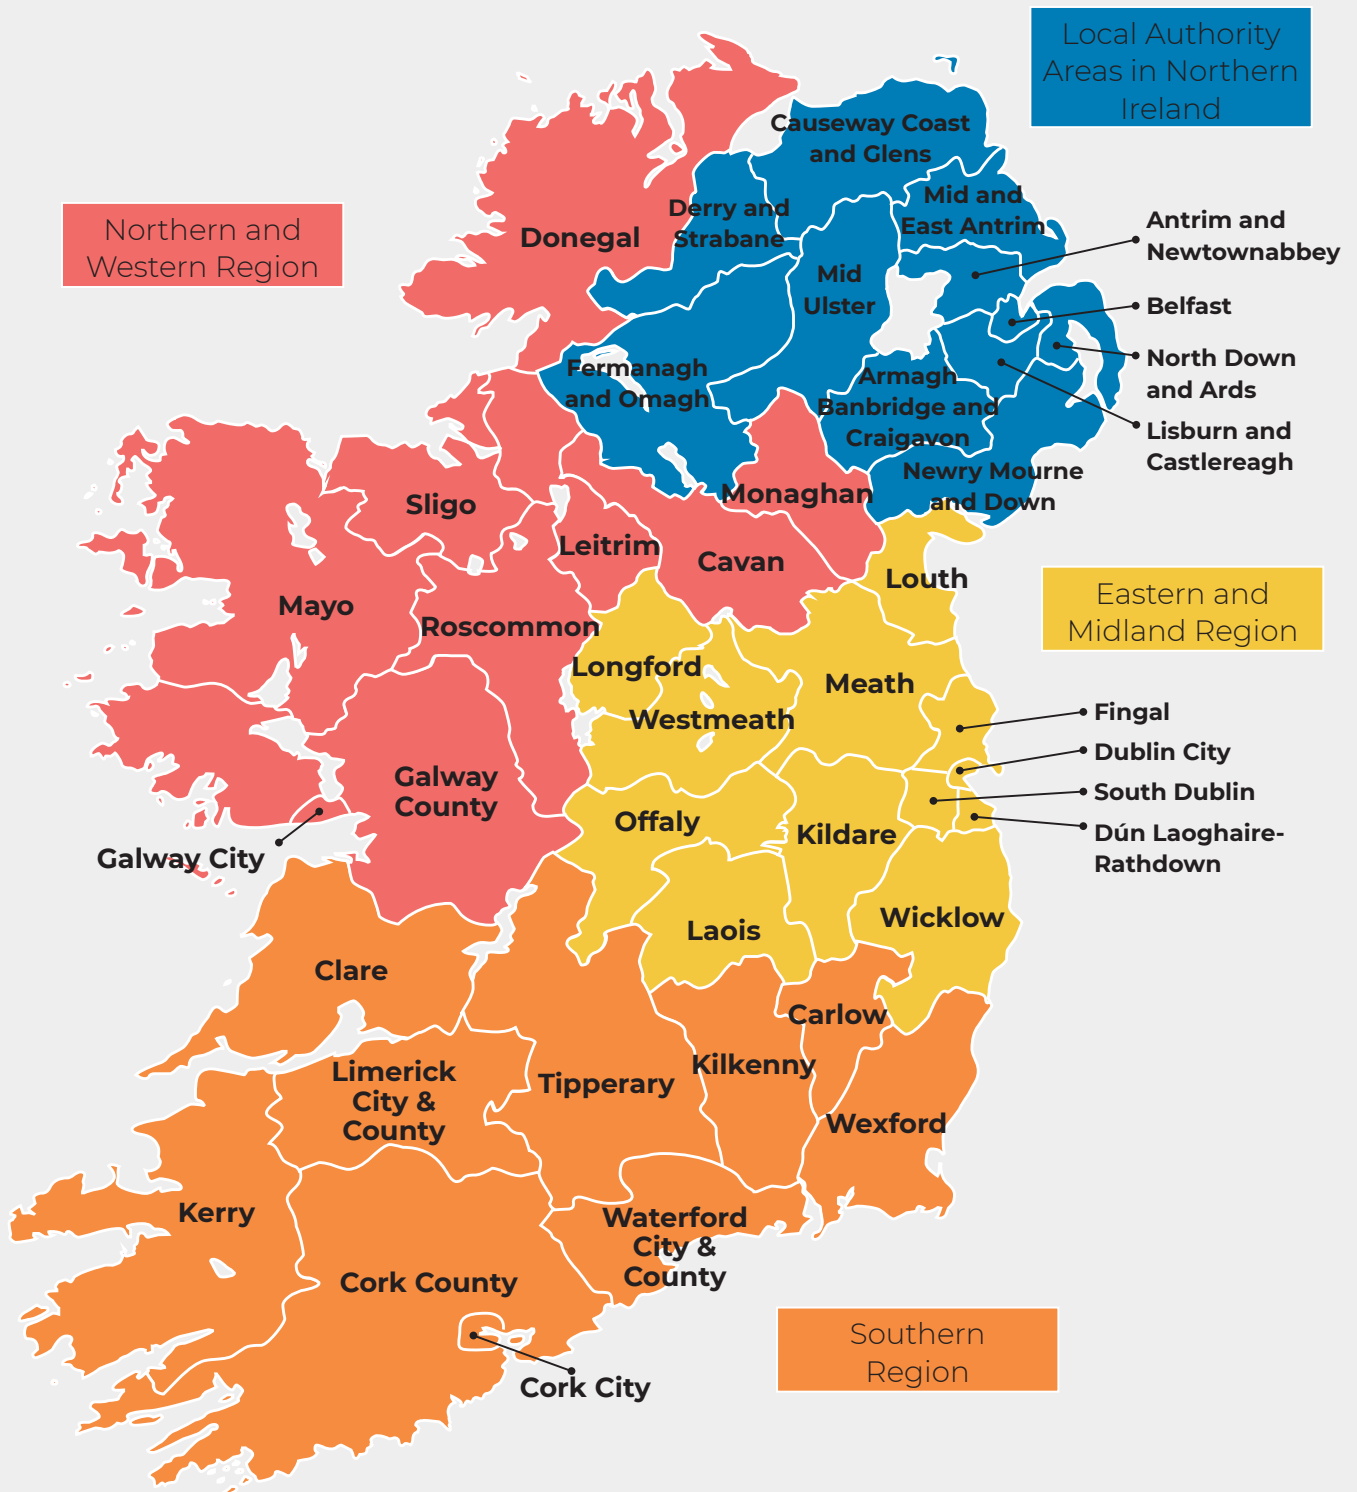 Local Authority
Areas in Northern
Ireland
Causeway Coast
and Glens
Mid and
East Antrim
Derry and
Strabane
Antrim and
Newtownabbey
Northern and
Western Region
Donegal
Mid
Ulster
Belfast
North Down
and Ards
Fermanagh
and Omagh
Armagh
Banbridge and
Craigavon
Lisburn and
Castlereagh
Newry Mourne
and Down
Monaghan
Sligo
Leitrim
Cavan
Louth
Eastern and
Midland Region
Mayo
Roscommon
Longford
Meath
Westmeath
Fingal
Dublin City
South Dublin
Dún Laoghaire-
Rathdown
Galway
County
Offaly
Kildare
Galway City
Laois
Wicklow
Clare
Carlow
Limerick
City &
County
Tipperary
Kilkenny
Wexford
Kerry
Waterford
City &
County
Cork County
Southern
Region
Cork City